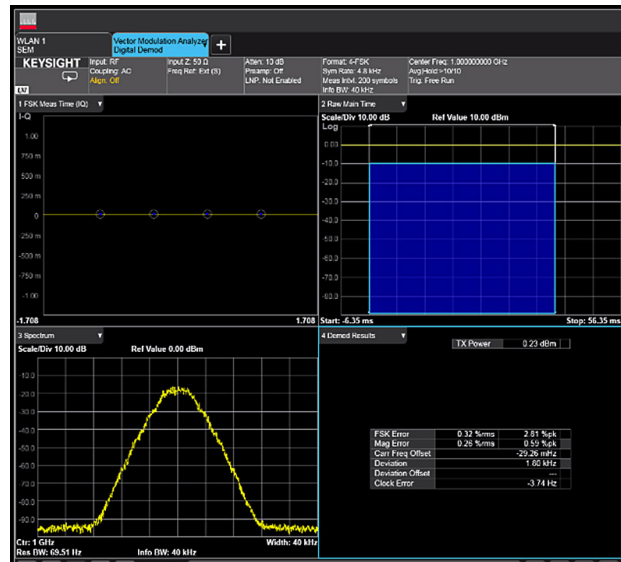 WLAN 1
SEM
Vector Modulation Analyzer
Digital Demod
+
KEYSIGHT
Input: RF
Coupling: AC
Align: Off
Input Z: 50 Ω
Freq Ref: Ext (S)
Atten: 10 dB
Preamp: Off
LNP: Not Enabled
Format: 4-FSK
Sym Rate: 4.8 kHz
Meas Intvl: 200 symbols
Info BW: 40 kHz
Center Freq: 1.000000000 GHz
Avg|Hold:>10/10
Trig: Free Run
1 FSK Meas Time (IQ)
I-Q
1.00
750 m
500 m
250 m
0
-250 m
-500 m
-750 m
-1.00
-1.708
1.708
2 Raw Main Time
Scale/Div 10.00 dB
Ref Value 10.00 dBm
Log
0.00
-10.0
-20.0
-30.0
-40.0
-50.0
-60.0
-70.0
-80.0
Start: -6.35 ms
Stop: 56.35 ms
3 Spectrum
Scale/Div 10.00 dB
Ref Value 0.00 dBm
-10.0
-20.0
-30.0
-40.0
-50.0
-60.0
-70.0
-80.0
-90.0
Ctr: 1 GHz
Width: 40 kHz
Res BW: 69.51 Hz
Info BW: 40 kHz
4 Demod Results
TX Power 0.23 dBm
FSK Error 0.32 %rms 2.81 %pk
Mag Error 0.26 %rms 0.59 %pk
Carr Freq Offset -29.26 mHz
Deviation 1.80 kHz
Deviation Offset ---
Clock Error -3.74 Hz